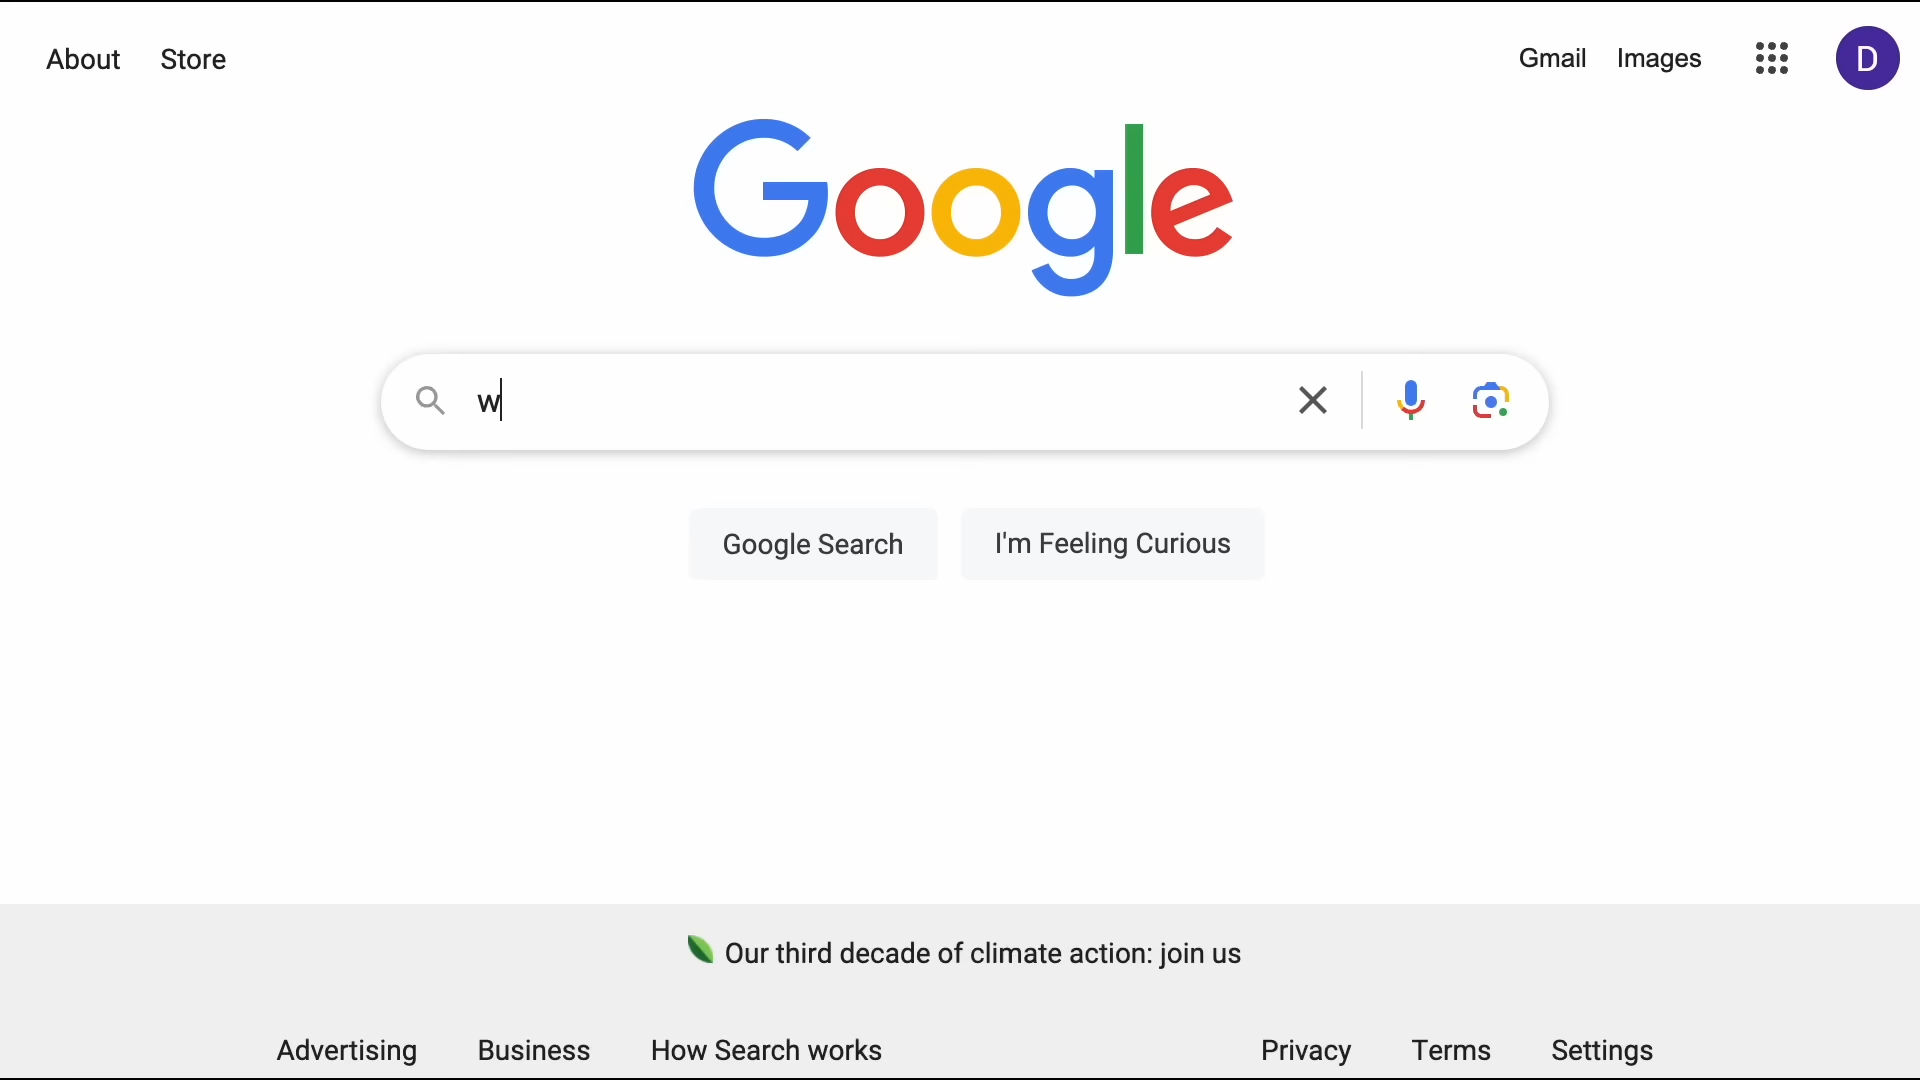 About Store Gmail Images D
Google
w
Google Search I'm Feeling Curious
Our third decade of climate action: join us
Advertising Business How Search works Privacy Terms Settings